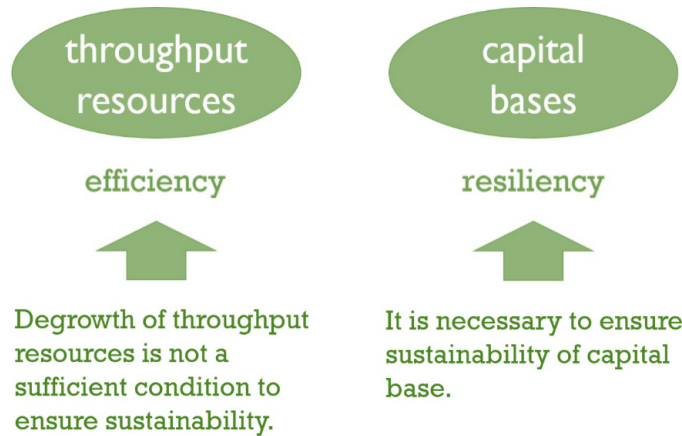 throughput
resources
efficiency
Degrowth of throughput
resources is not a
sufficient condition to
ensure sustainability.
capital
bases
resiliency
It is necessary to ensure
sustainability of capital
base.